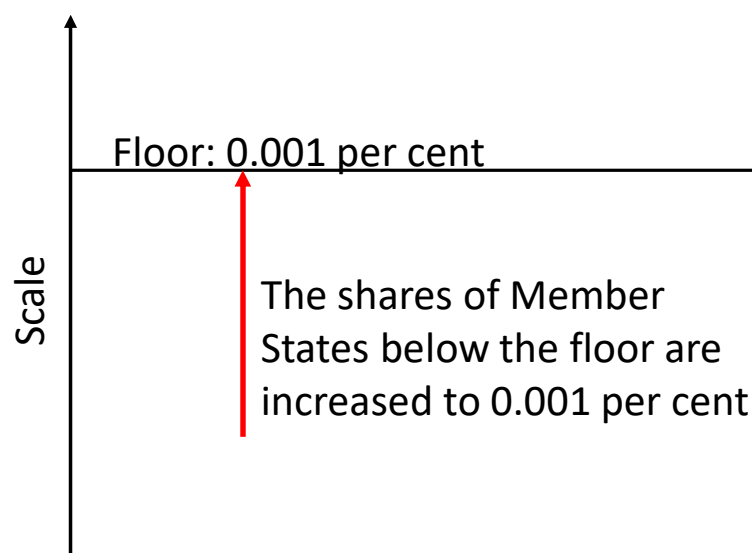 Floor: 0.001 per cent
Scale
The shares of Member
States below the floor are
increased to 0.001 per cent